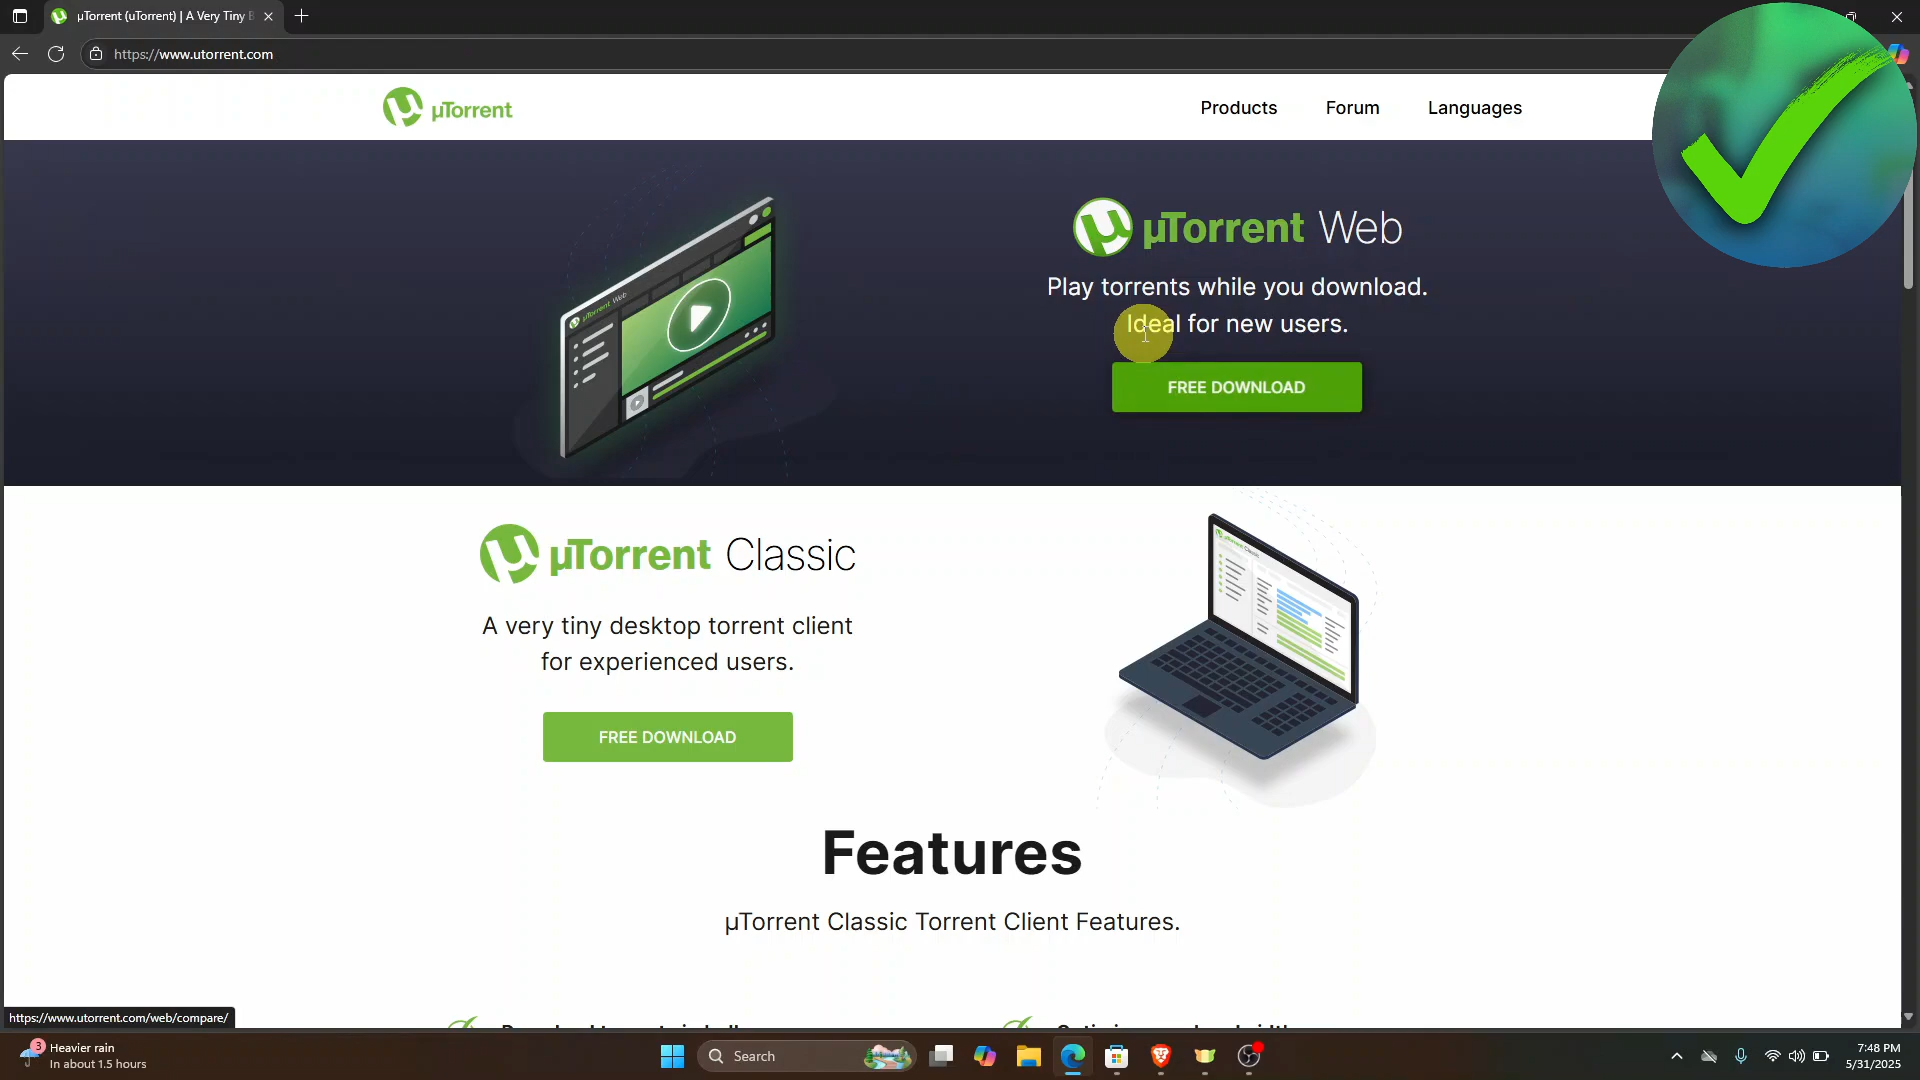 µTorrent (uTorrent) | A Very Tiny B
https://www.utorrent.com
µTorrent
Products
Forum
Languages
µTorrent Web
Play torrents while you download.
Ideal for new users.
FREE DOWNLOAD
µTorrent Classic
A very tiny desktop torrent client
for experienced users.
FREE DOWNLOAD
Features
µTorrent Classic Torrent Client Features.
https://www.utorrent.com/web/compare/
3
Heavier rain
In about 1.5 hours
Search
7:48 PM
5/31/2025